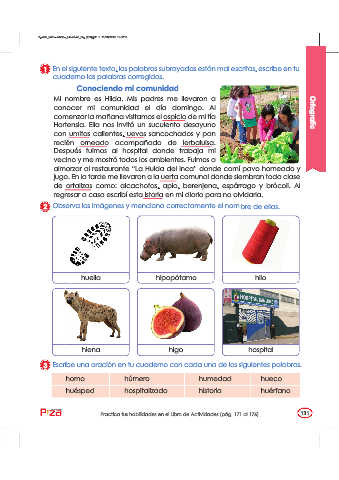 1 En el siguiente texto, las palabras subrayadas están mal escritas, escribe en tu
cuaderno las palabras corregidas.
Conociendo mi comunidad
Mi nombre es Hilda. Mis padres me llevaron a
conocer mi comunidad el día domingo. Al
comenzar la mañana visitamos el ospicio de mi tía
Hortensia. Ella nos invitó un suculento desayuno
con umitas calientes, uevos sancochados y pan
recién orneado acompañado de ierbaluisa.
Después fuimos al hospital donde trabaja mi
vecino y me mostró todos los ambientes. Fuimos a
almorzar al restaurante "La Huida del Inca" donde comí pavo horneado y
jugo. En la tarde me llevaron a la uerta comunal donde siembran toda clase
de ortalizas como: alcachofas, apio, berenjena, espárrago y brócoli. Al
regresar a casa escribí esta istoria en mi diario para no olvidarla.
Ortografía
2 Observa las imágenes y menciona correctamente el nombre de ellas.
huella
hipopótamo
hilo
hiena
higo
hospital
3 Escribe una oración en tu cuaderno con cada una de las siguientes palabras.
horno húmero humedad hueco
huésped hospitalizado historia huérfano
Practica tus habilidades en el Libro de Actividades (pág. 171 al 174)
131